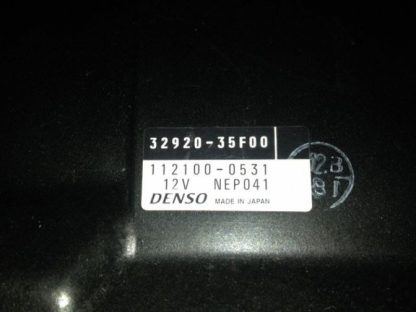 32920-35F00
112100-0531
12V NEP041
DENSO MADE IN JAPAN